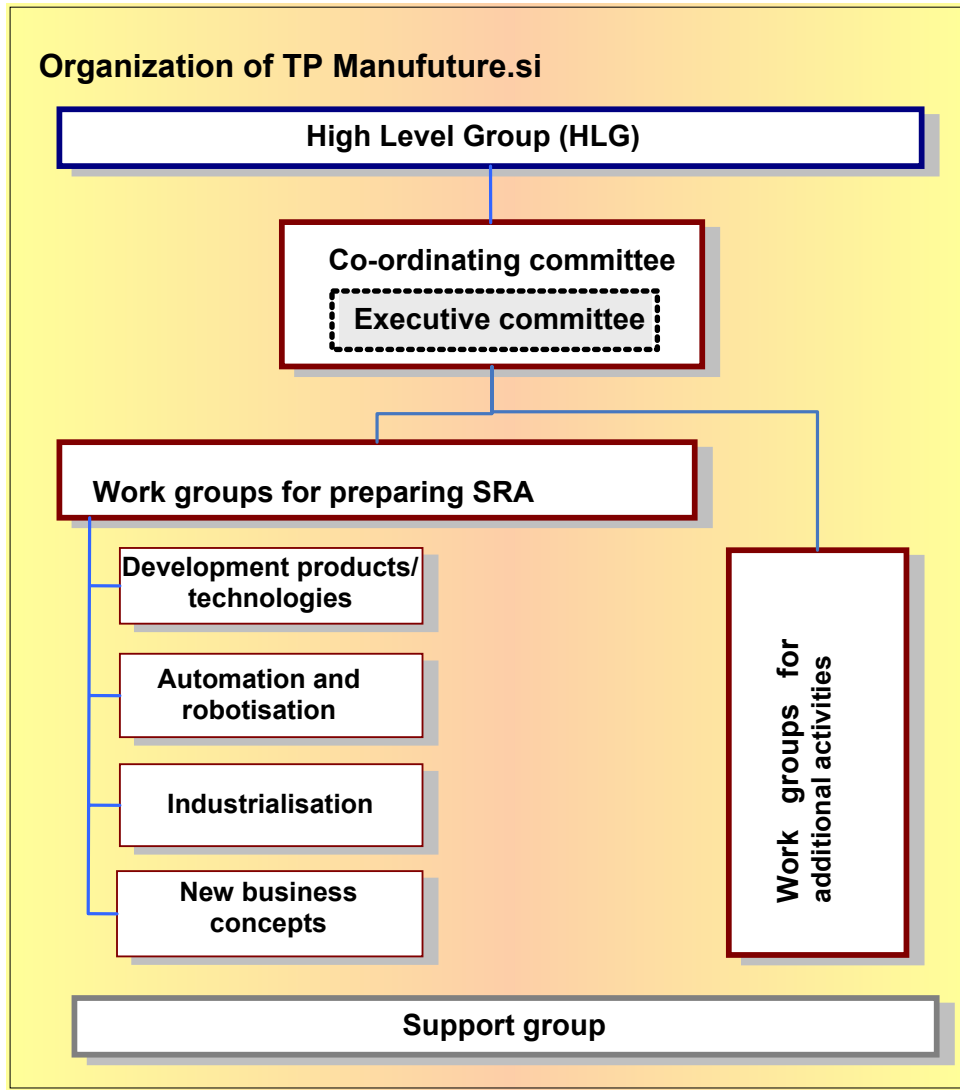 Organization of TP Manufuture.si
High Level Group (HLG)
Co-ordinating committee
Executive committee
Work groups for preparing SRA
Development products/
technologies
Automation and
robotisation
Industrialisation
New business
concepts
Work groups for
additional activities
Support group